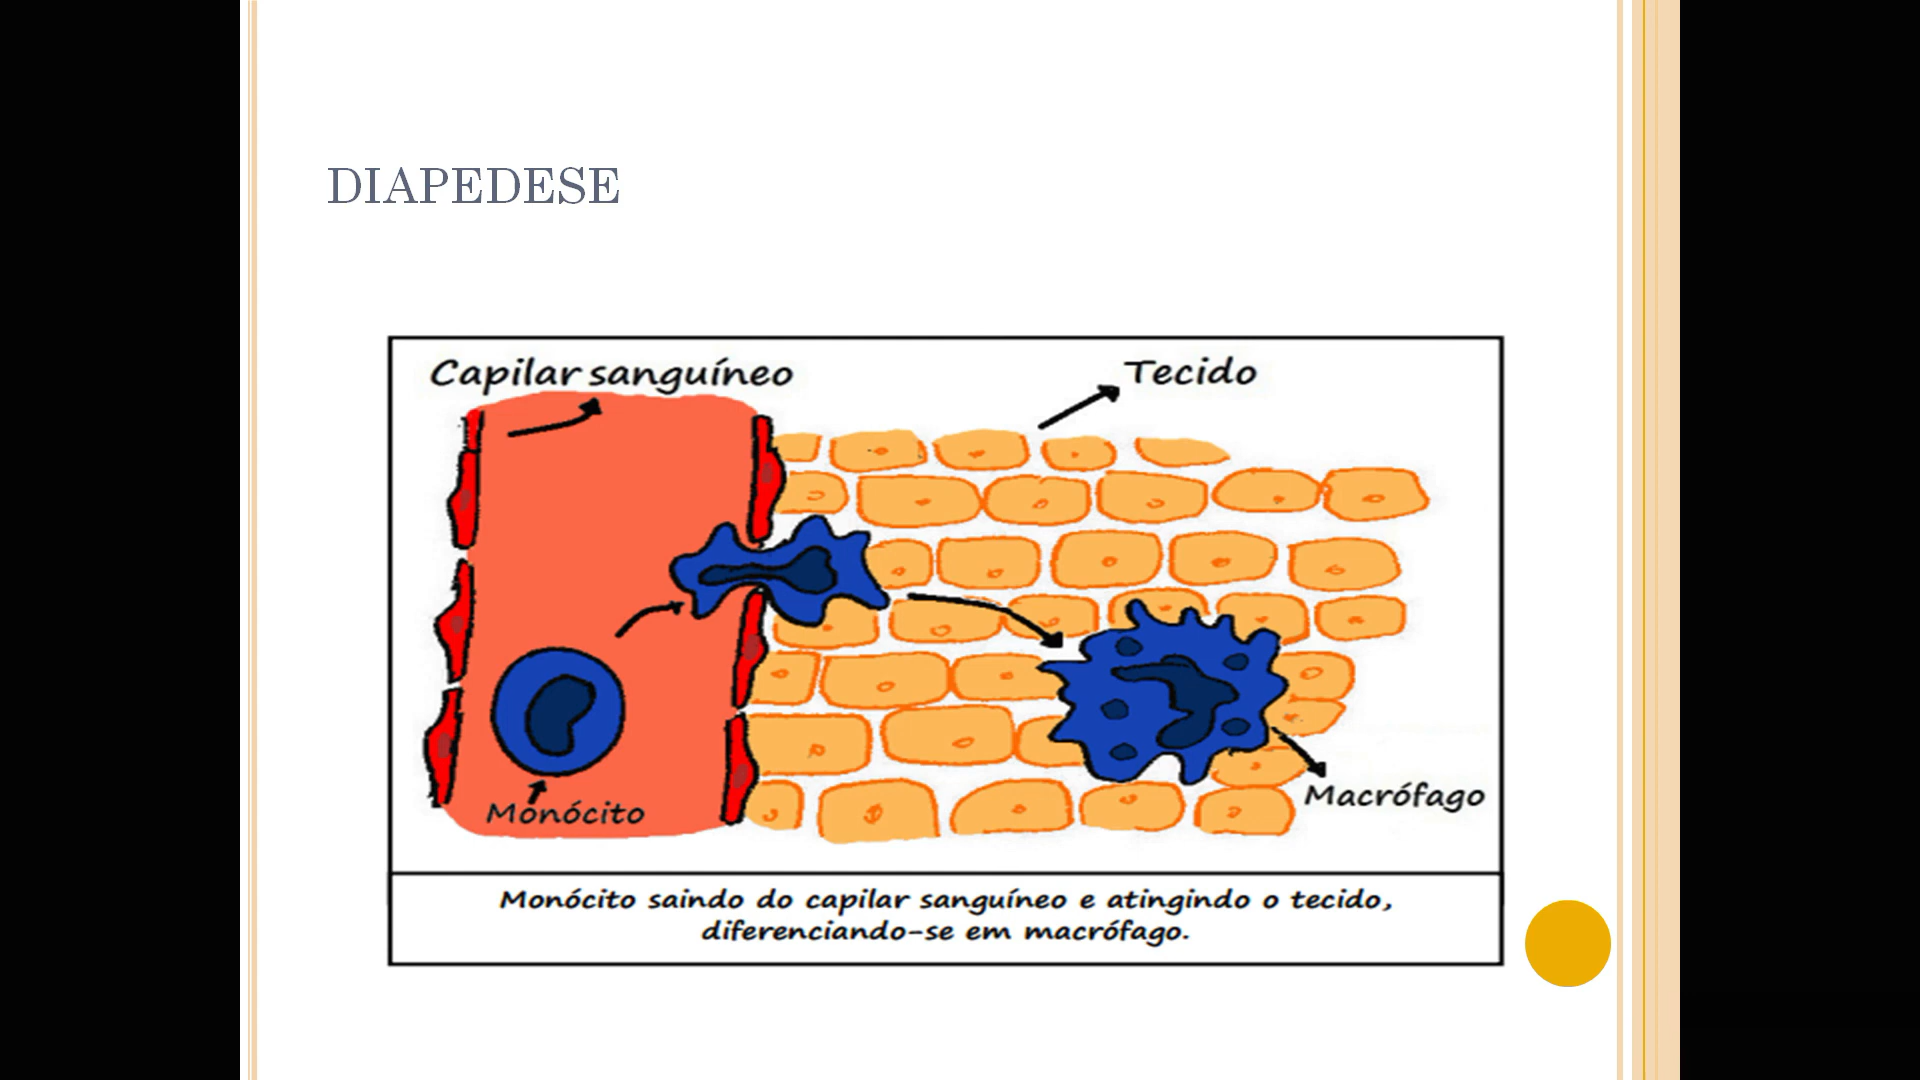 DIAPEDESE
Capilar sanguíneo
Tecido
Monócito
Macrófago
Monócito saindo do capilar sanguíneo e atingindo o tecido,
diferenciando-se em macrófago.